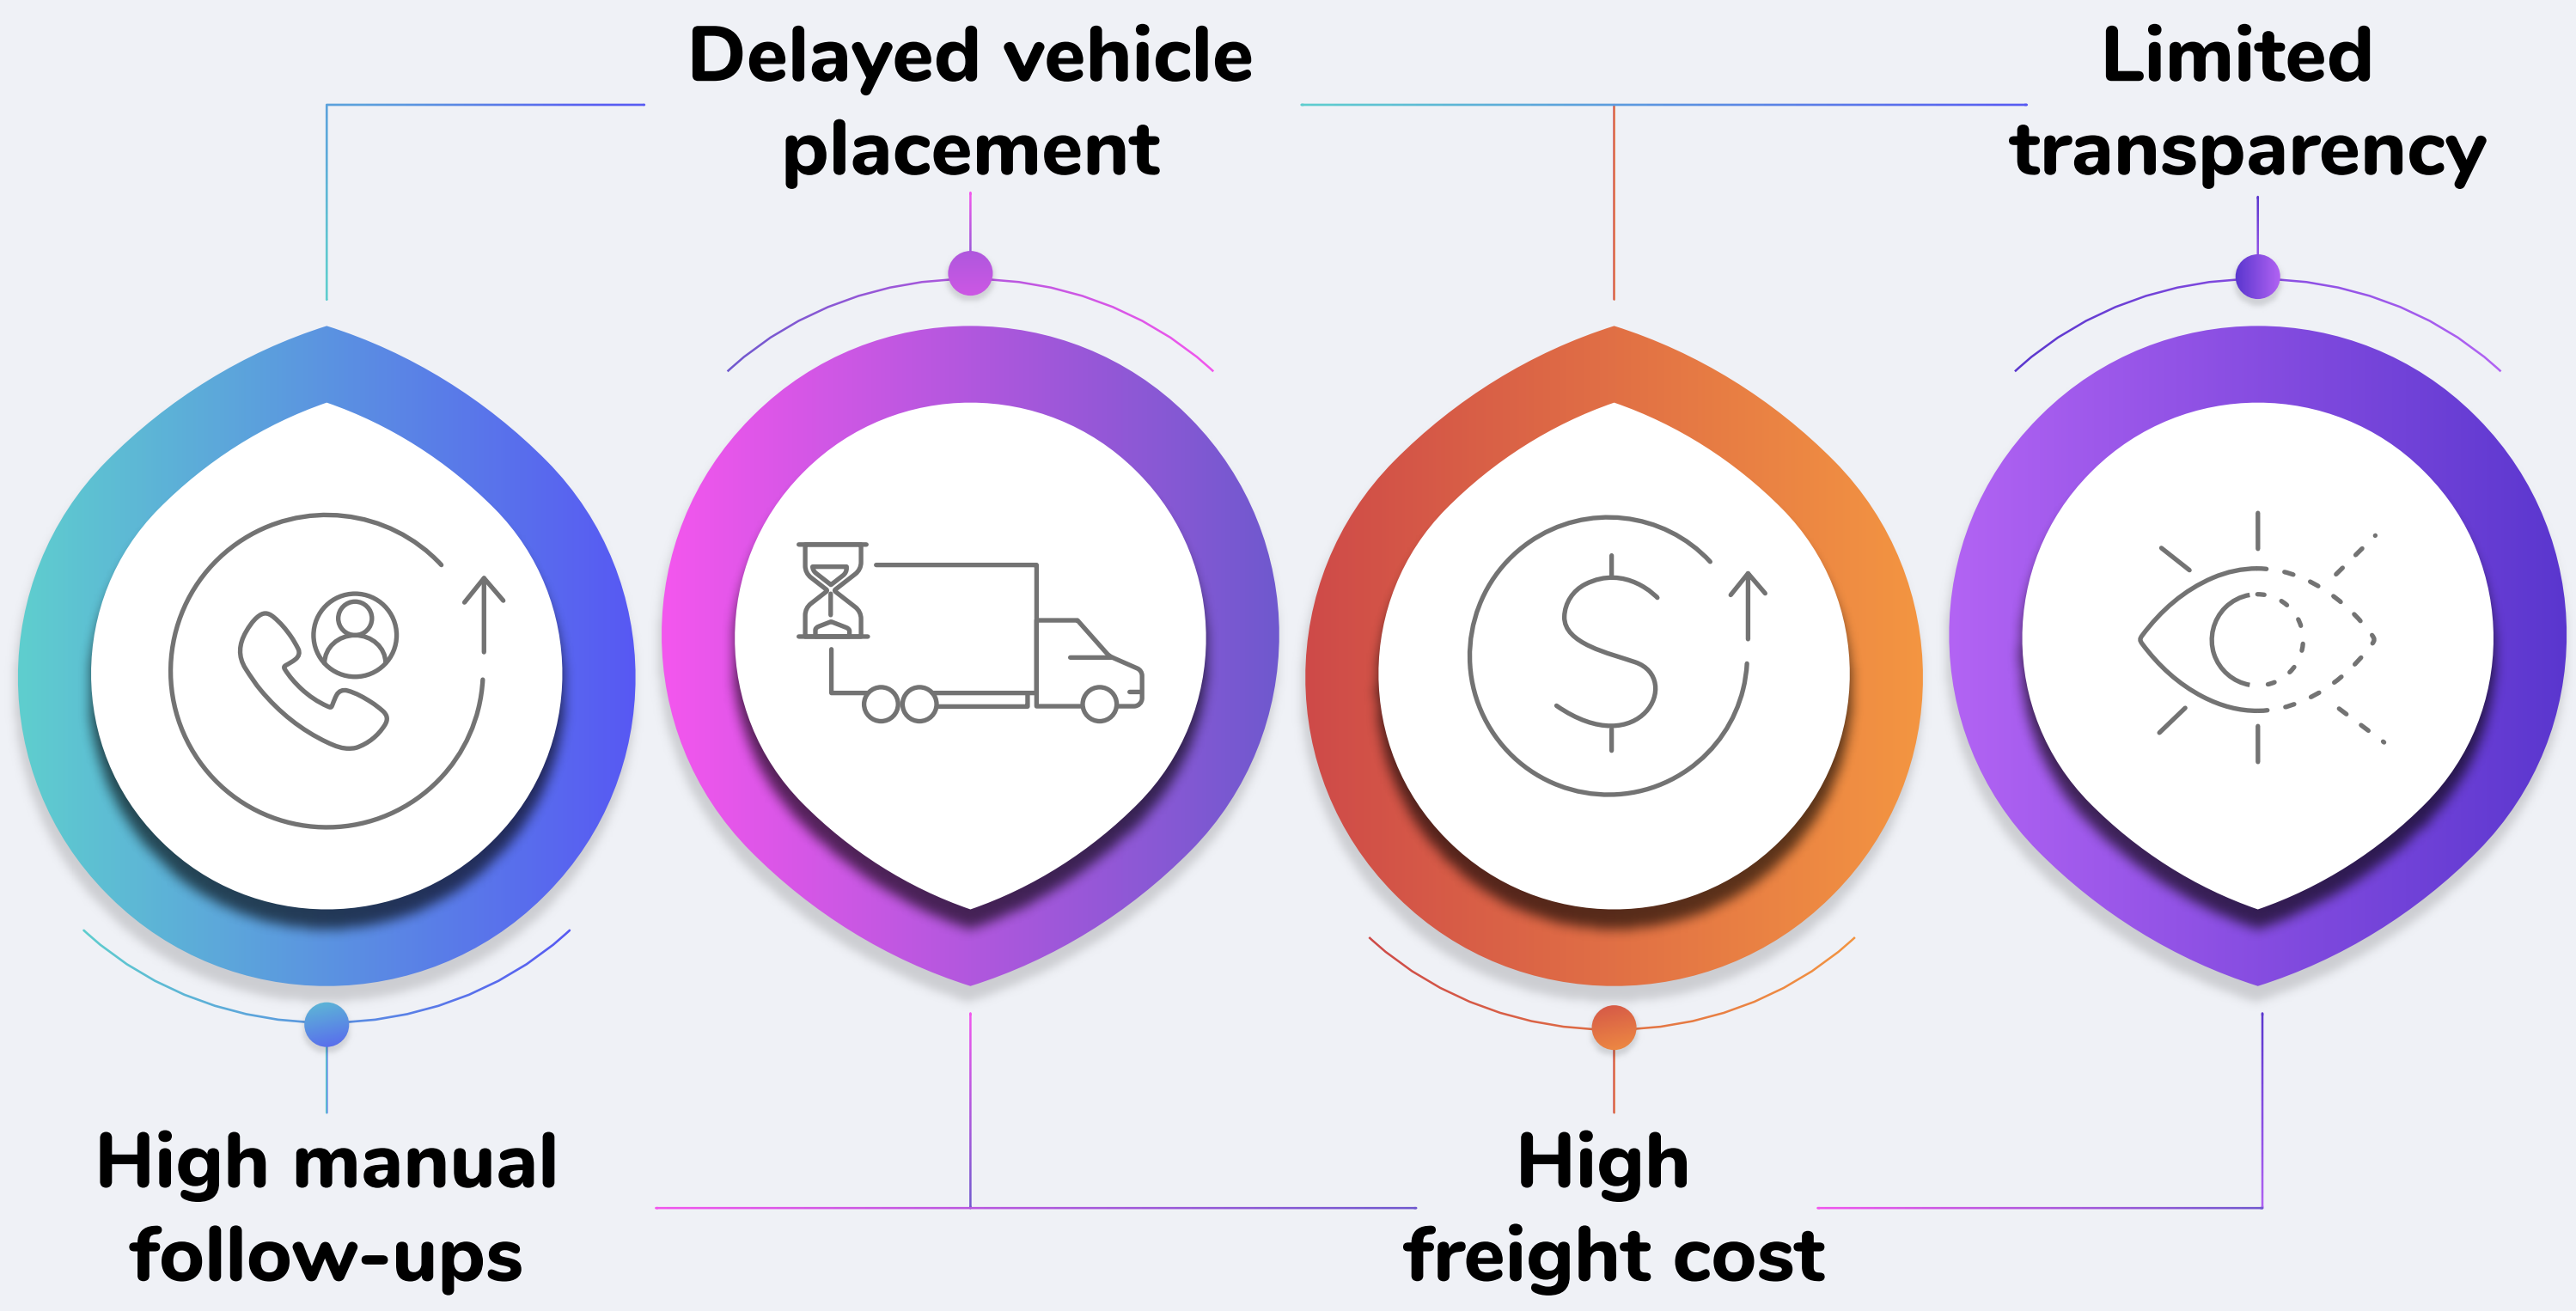 Delayed vehicle
placement
Limited
transparency
High manual
follow-ups
High
freight cost